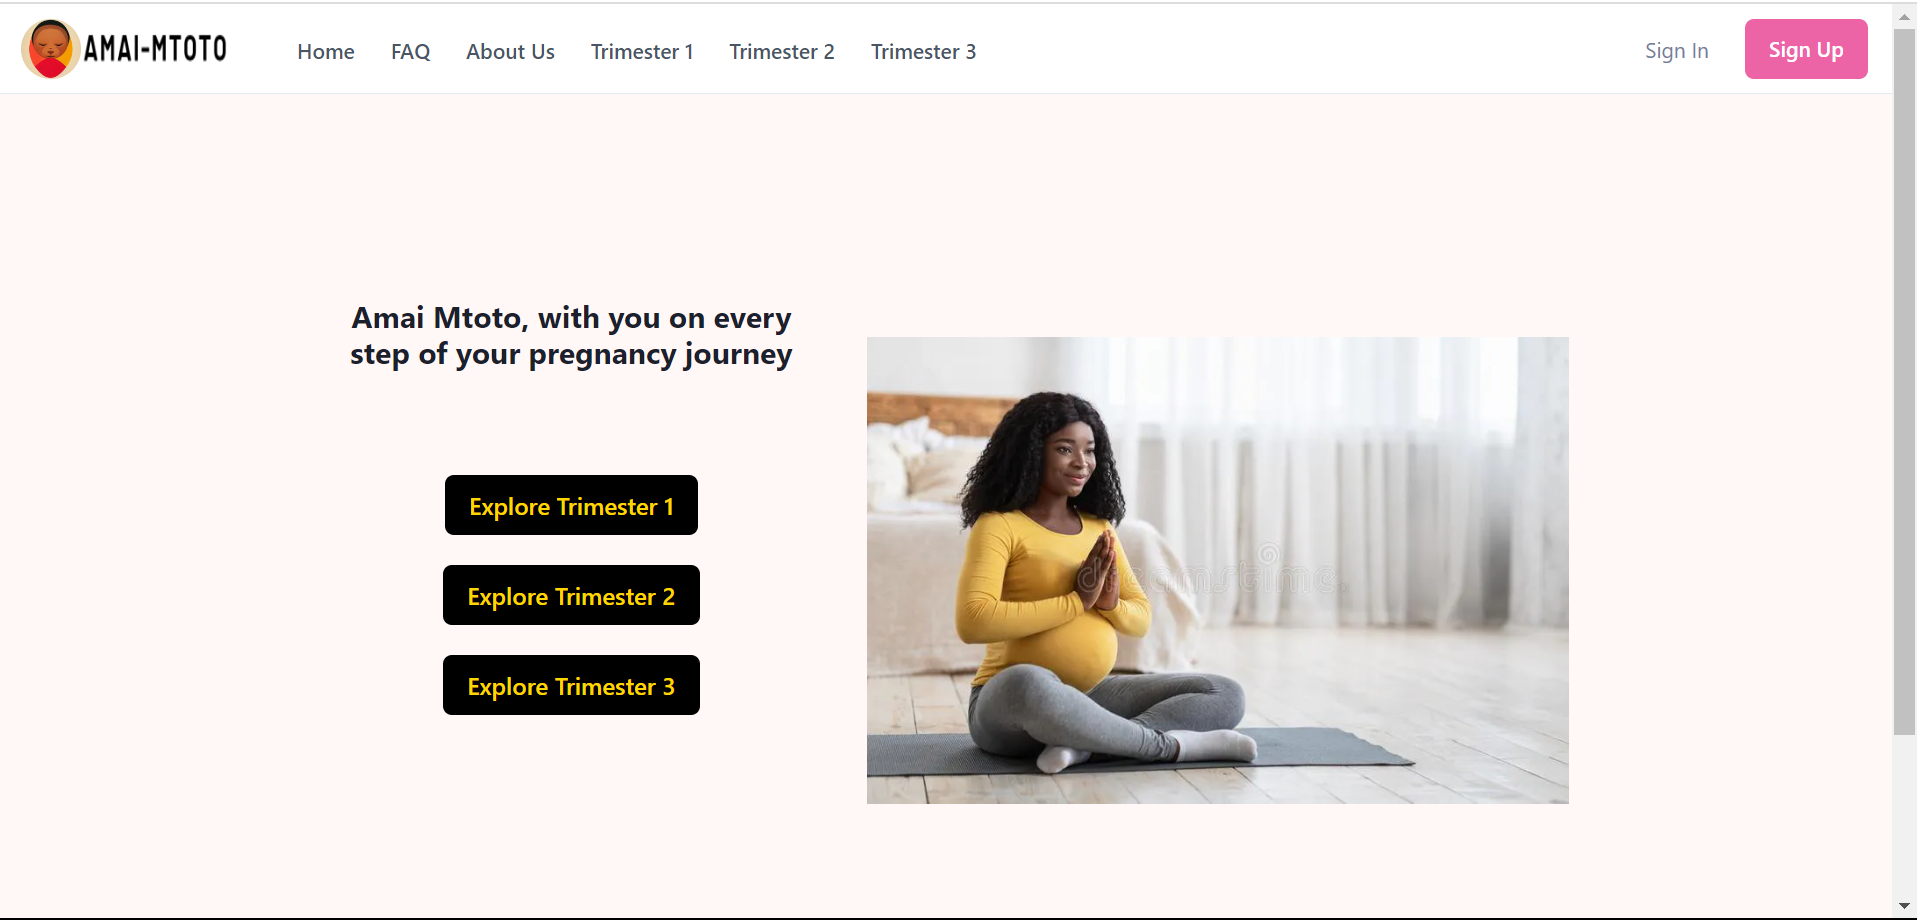 AMAI-MTOTO
Home
FAQ
About Us
Trimester 1
Trimester 2
Trimester 3
Sign In
Sign Up
Amai Mtoto, with you on every
step of your pregnancy journey
Explore Trimester 1
Explore Trimester 2
Explore Trimester 3
dreamstime.